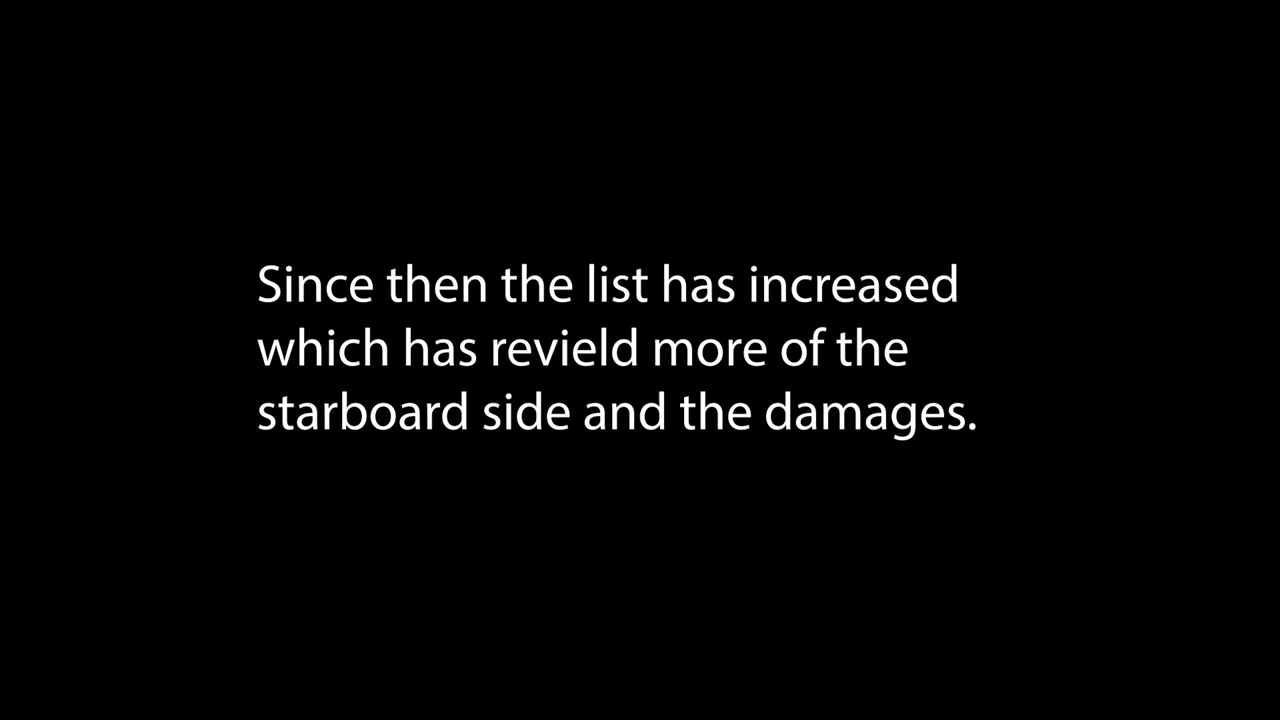 Since then the list has increased
which has revield more of the
starboard side and the damages.